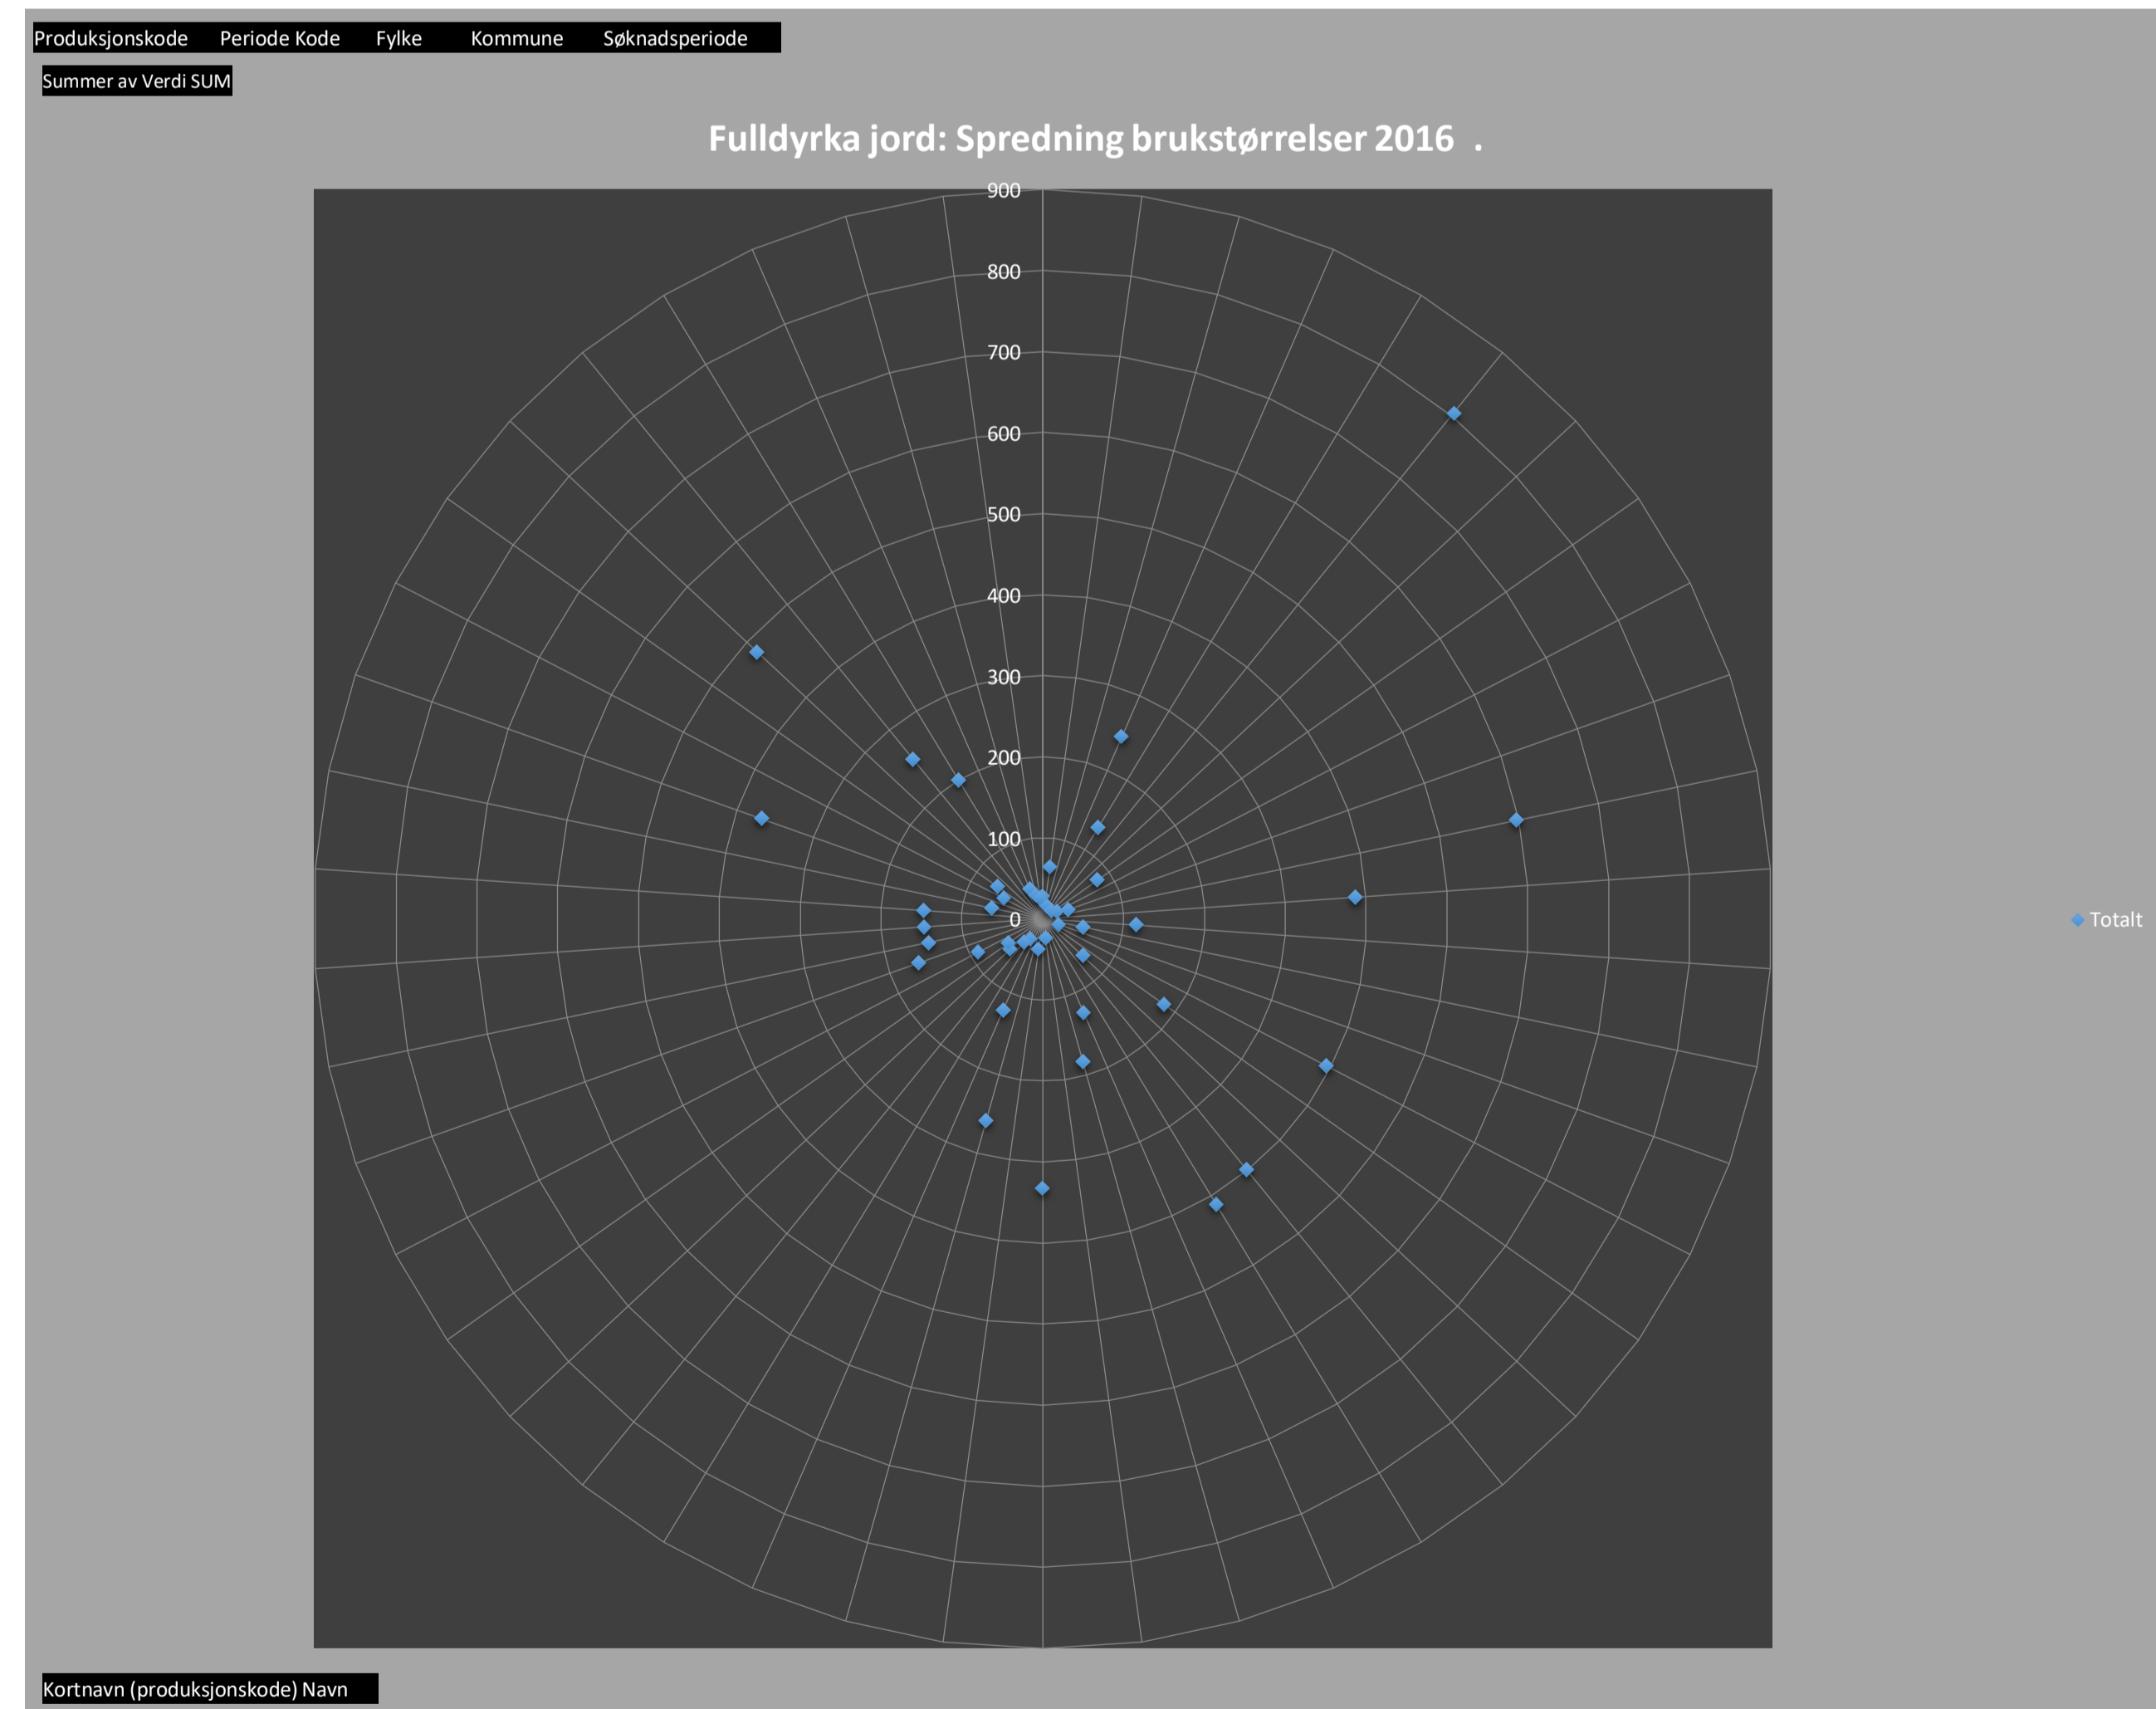 Produksjonskode Periode Kode Fylke Kommune Søknadsperiode
Summer av Verdi SUM
Fulldyrka jord: Spredning brukstørrelser 2016 .
900
800
700
600
500
400
300
200
100
0
Totalt
Kortnavn (produksjonskode) Navn